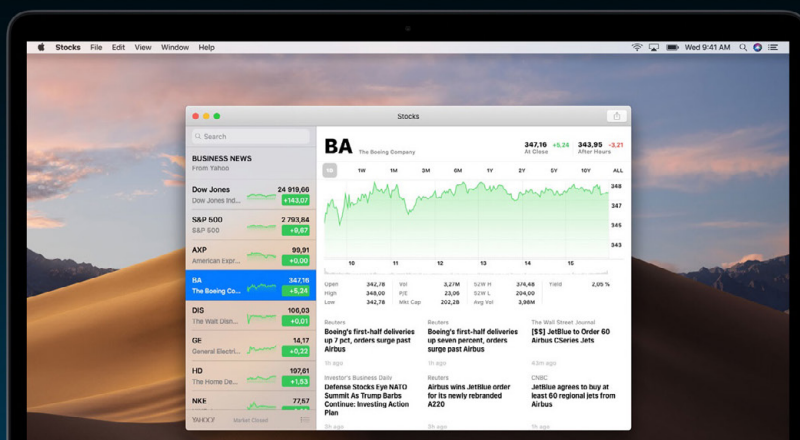 Stocks File Edit View Window Help
Wed 9:41 AM
Stocks
Search
BUSINESS NEWS
From Yahoo
Dow Jones 24 919,66
Dow Jones Ind... +143,07
S&P 500 2 793,84
S&P 500 +9,67
AXP 99,91
American Expr... +0,00
BA 347,16
The Boeing Co... +5,24
DIS 106,03
The Walt Disn... +0,01
GE 14,17
General Electri... +0,23
HD 197,61
The Home De... +1,53
NKE 77,57
YAHOO! Market Closed
BA The Boeing Company
347,16 +5,24 343,95 -3,21
At Close After Hours
1W 1M 3M 6M 1Y 2Y 5Y 10Y ALL
348
347
345
343
10 11 12 13 14 15
Open 342,78 Vol 3,27M 52W H 374,48 Yield 2,05 %
High 348,00 P/E 23,06 52W L 204,00
Low 342,78 Mkt Cap 202,2B Avg Vol 3,98M
Reuters
Boeing's first-half deliveries
up 7 pct, orders surge past
Airbus
1h ago
Reuters
Boeing's first-half deliveries
up seven percent, orders
surge past Airbus
1h ago
The Wall Street Journal
[$$] JetBlue to Order 60
Airbus CSeries Jets
43m ago
Investor's Business Daily
Defense Stocks Eye NATO
Summit As Trump Barbs
Continue: Investing Action
Plan
Reuters
Airbus wins JetBlue order
for its newly rebranded
A220
CNBC
JetBlue agrees to buy at
least 60 regional jets from
Airbus
1h ago